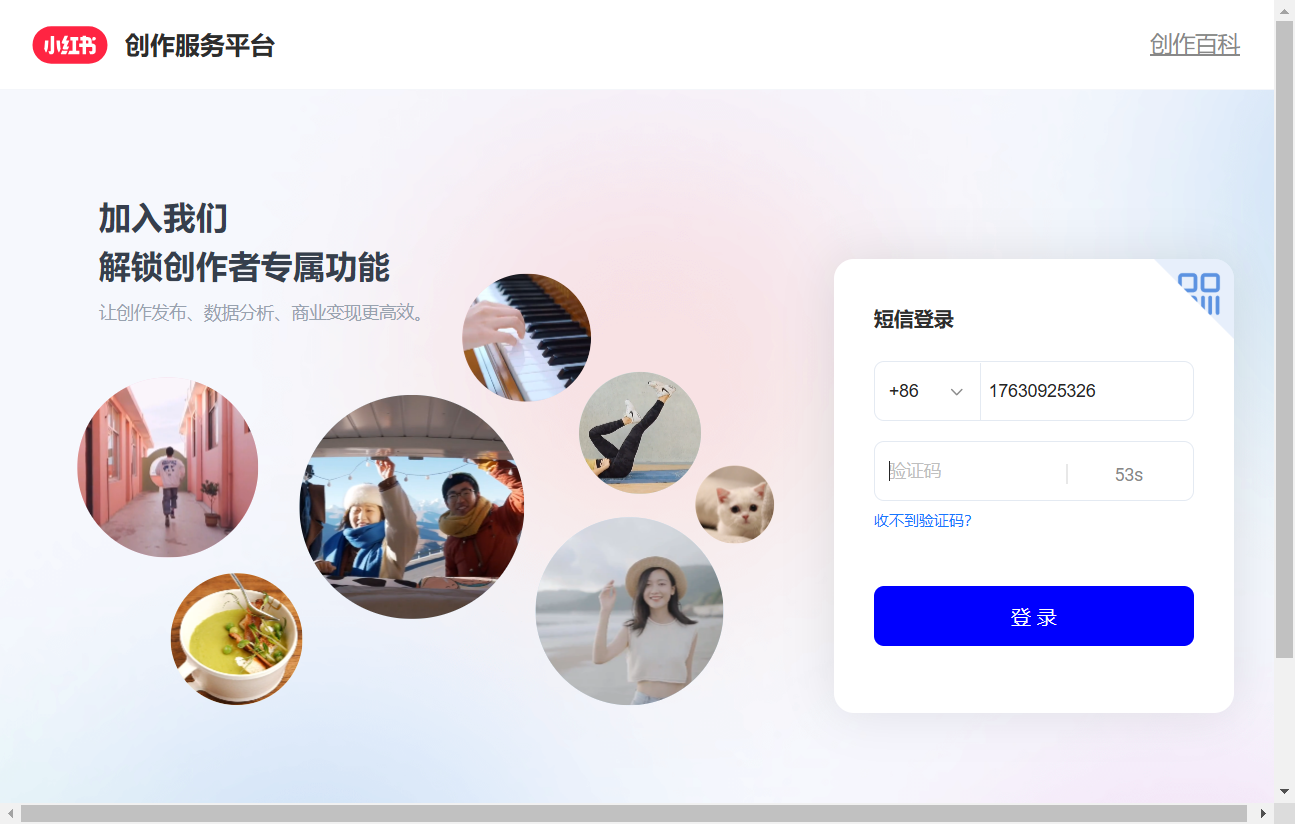 小红书 创作服务平台
创作百科
加入我们
解锁创作者专属功能
让创作发布、数据分析、商业变现更高效。
短信登录
+86 17630925326
验证码 53s
收不到验证码?
登 录